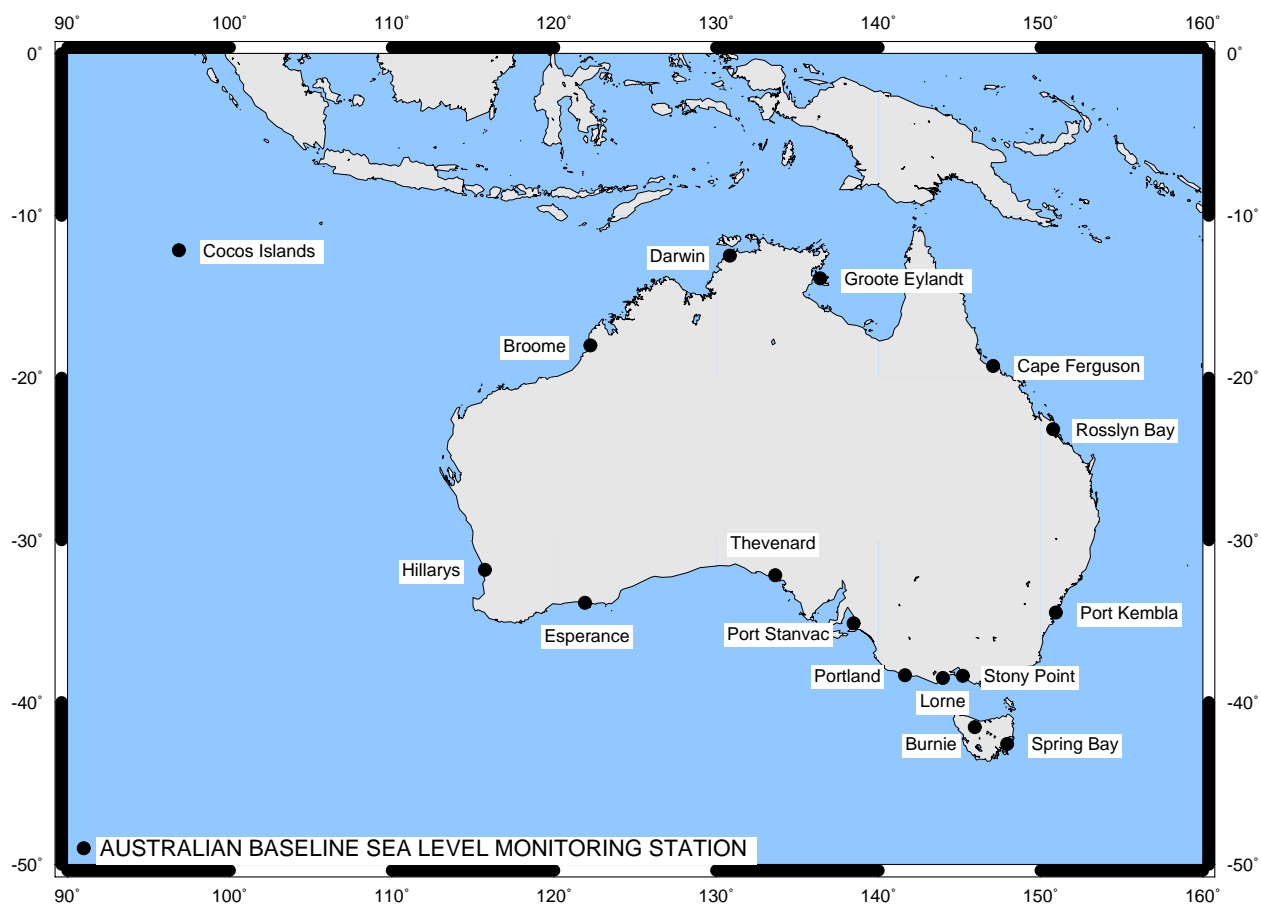 90˚ 100˚ 110˚ 120˚ 130˚ 140˚ 150˚ 160˚
0˚ 0˚
-10˚ -10˚
Cocos Islands
Darwin
Groote Eylandt
Broome
Cape Ferguson
-20˚ -20˚
Rosslyn Bay
-30˚ -30˚
Thevenard
Hillarys
Port Kembla
Esperance
Port Stanvac
Portland
Stony Point
Lorne
-40˚ -40˚
Burnie
Spring Bay
AUSTRALIAN BASELINE SEA LEVEL MONITORING STATION
-50˚ -50˚
90˚ 100˚ 110˚ 120˚ 130˚ 140˚ 150˚ 160˚